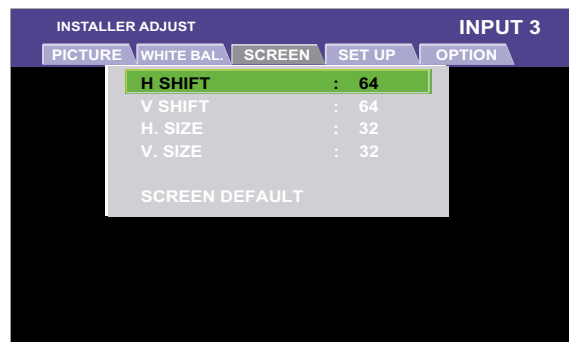 INSTALLER ADJUST INPUT 3
PICTURE WHITE BAL. SCREEN SET UP OPTION
H SHIFT : 64
V SHIFT : 64
H. SIZE : 32
V. SIZE : 32
SCREEN DEFAULT